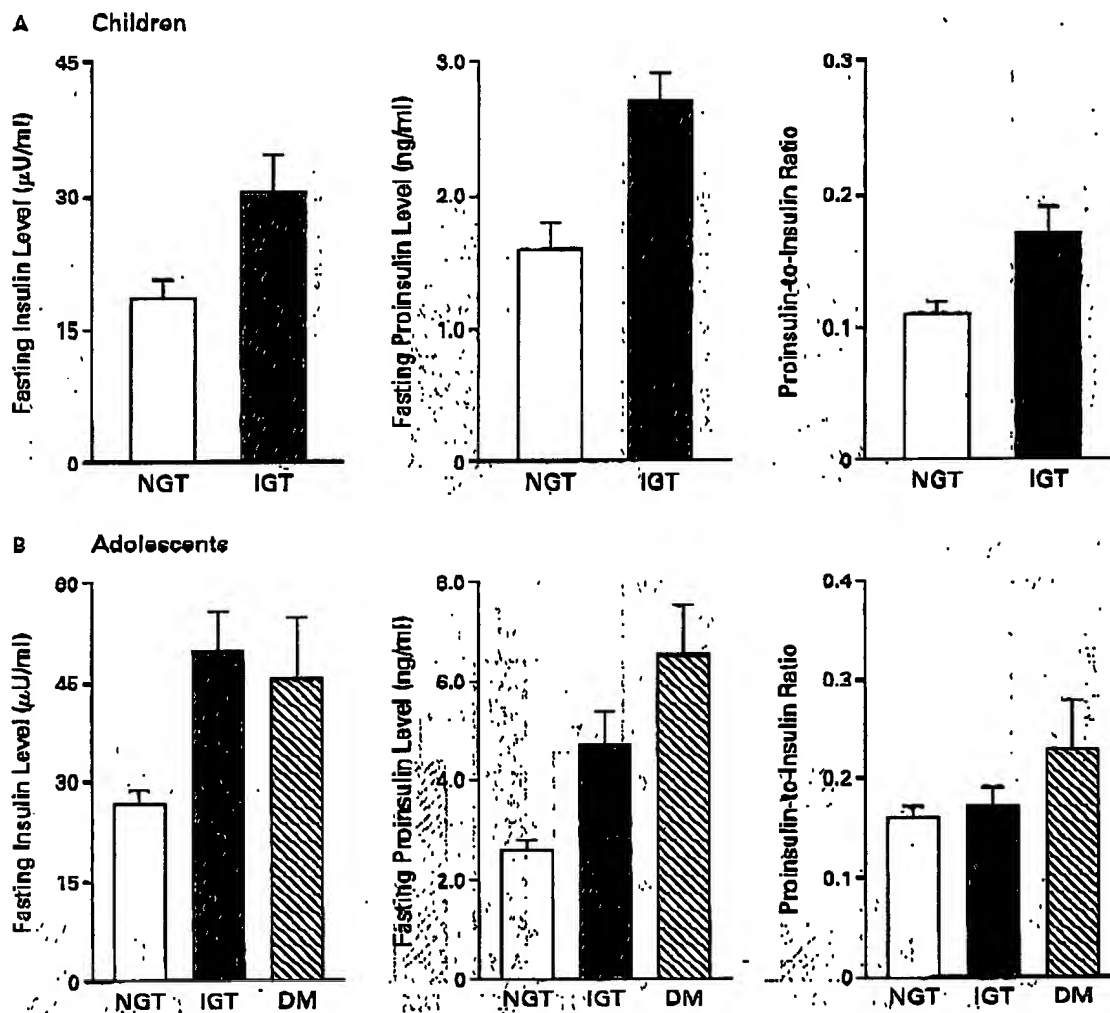 A Children
Fasting Insulin Level (μU/ml)
45
30
15
0
NGT IGT
Fasting Proinsulin Level (ng/ml)
3.0
2.0
1.0
0
NGT IGT
Proinsulin-to-Insulin Ratio
0.3
0.2
0.1
0
NGT IGT
B Adolescents
Fasting Insulin Level (μU/ml)
60
45
30
15
0
NGT IGT DM
Fasting Proinsulin Level (ng/ml)
8.0
6.0
4.0
2.0
0
NGT IGT DM
Proinsulin-to-Insulin Ratio
0.4
0.3
0.2
0.1
0
NGT IGT DM